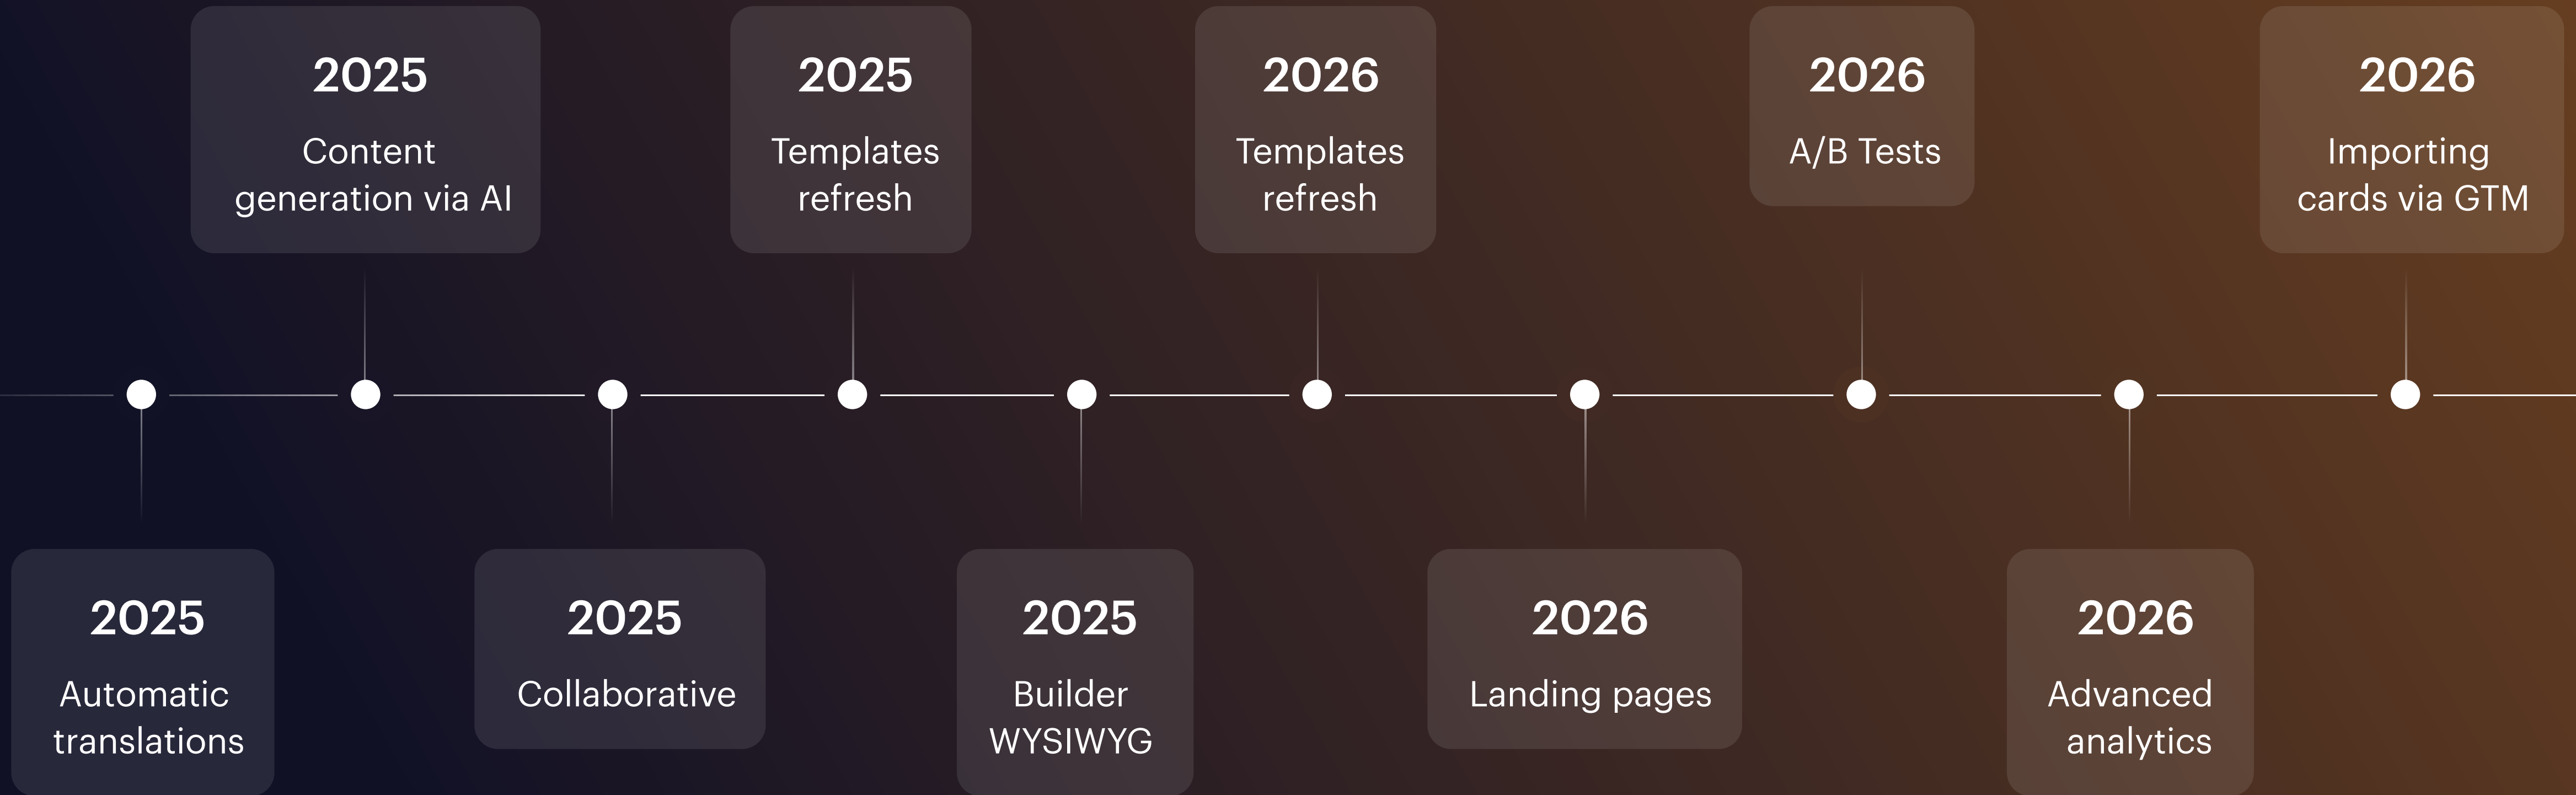 2025
Content
generation via AI
2025
Templates
refresh
2026
Templates
refresh
2026
A/B Tests
2026
Importing
cards via GTM
2025
Automatic
translations
2025
Collaborative
2025
Builder
WYSIWYG
2026
Landing pages
2026
Advanced
analytics